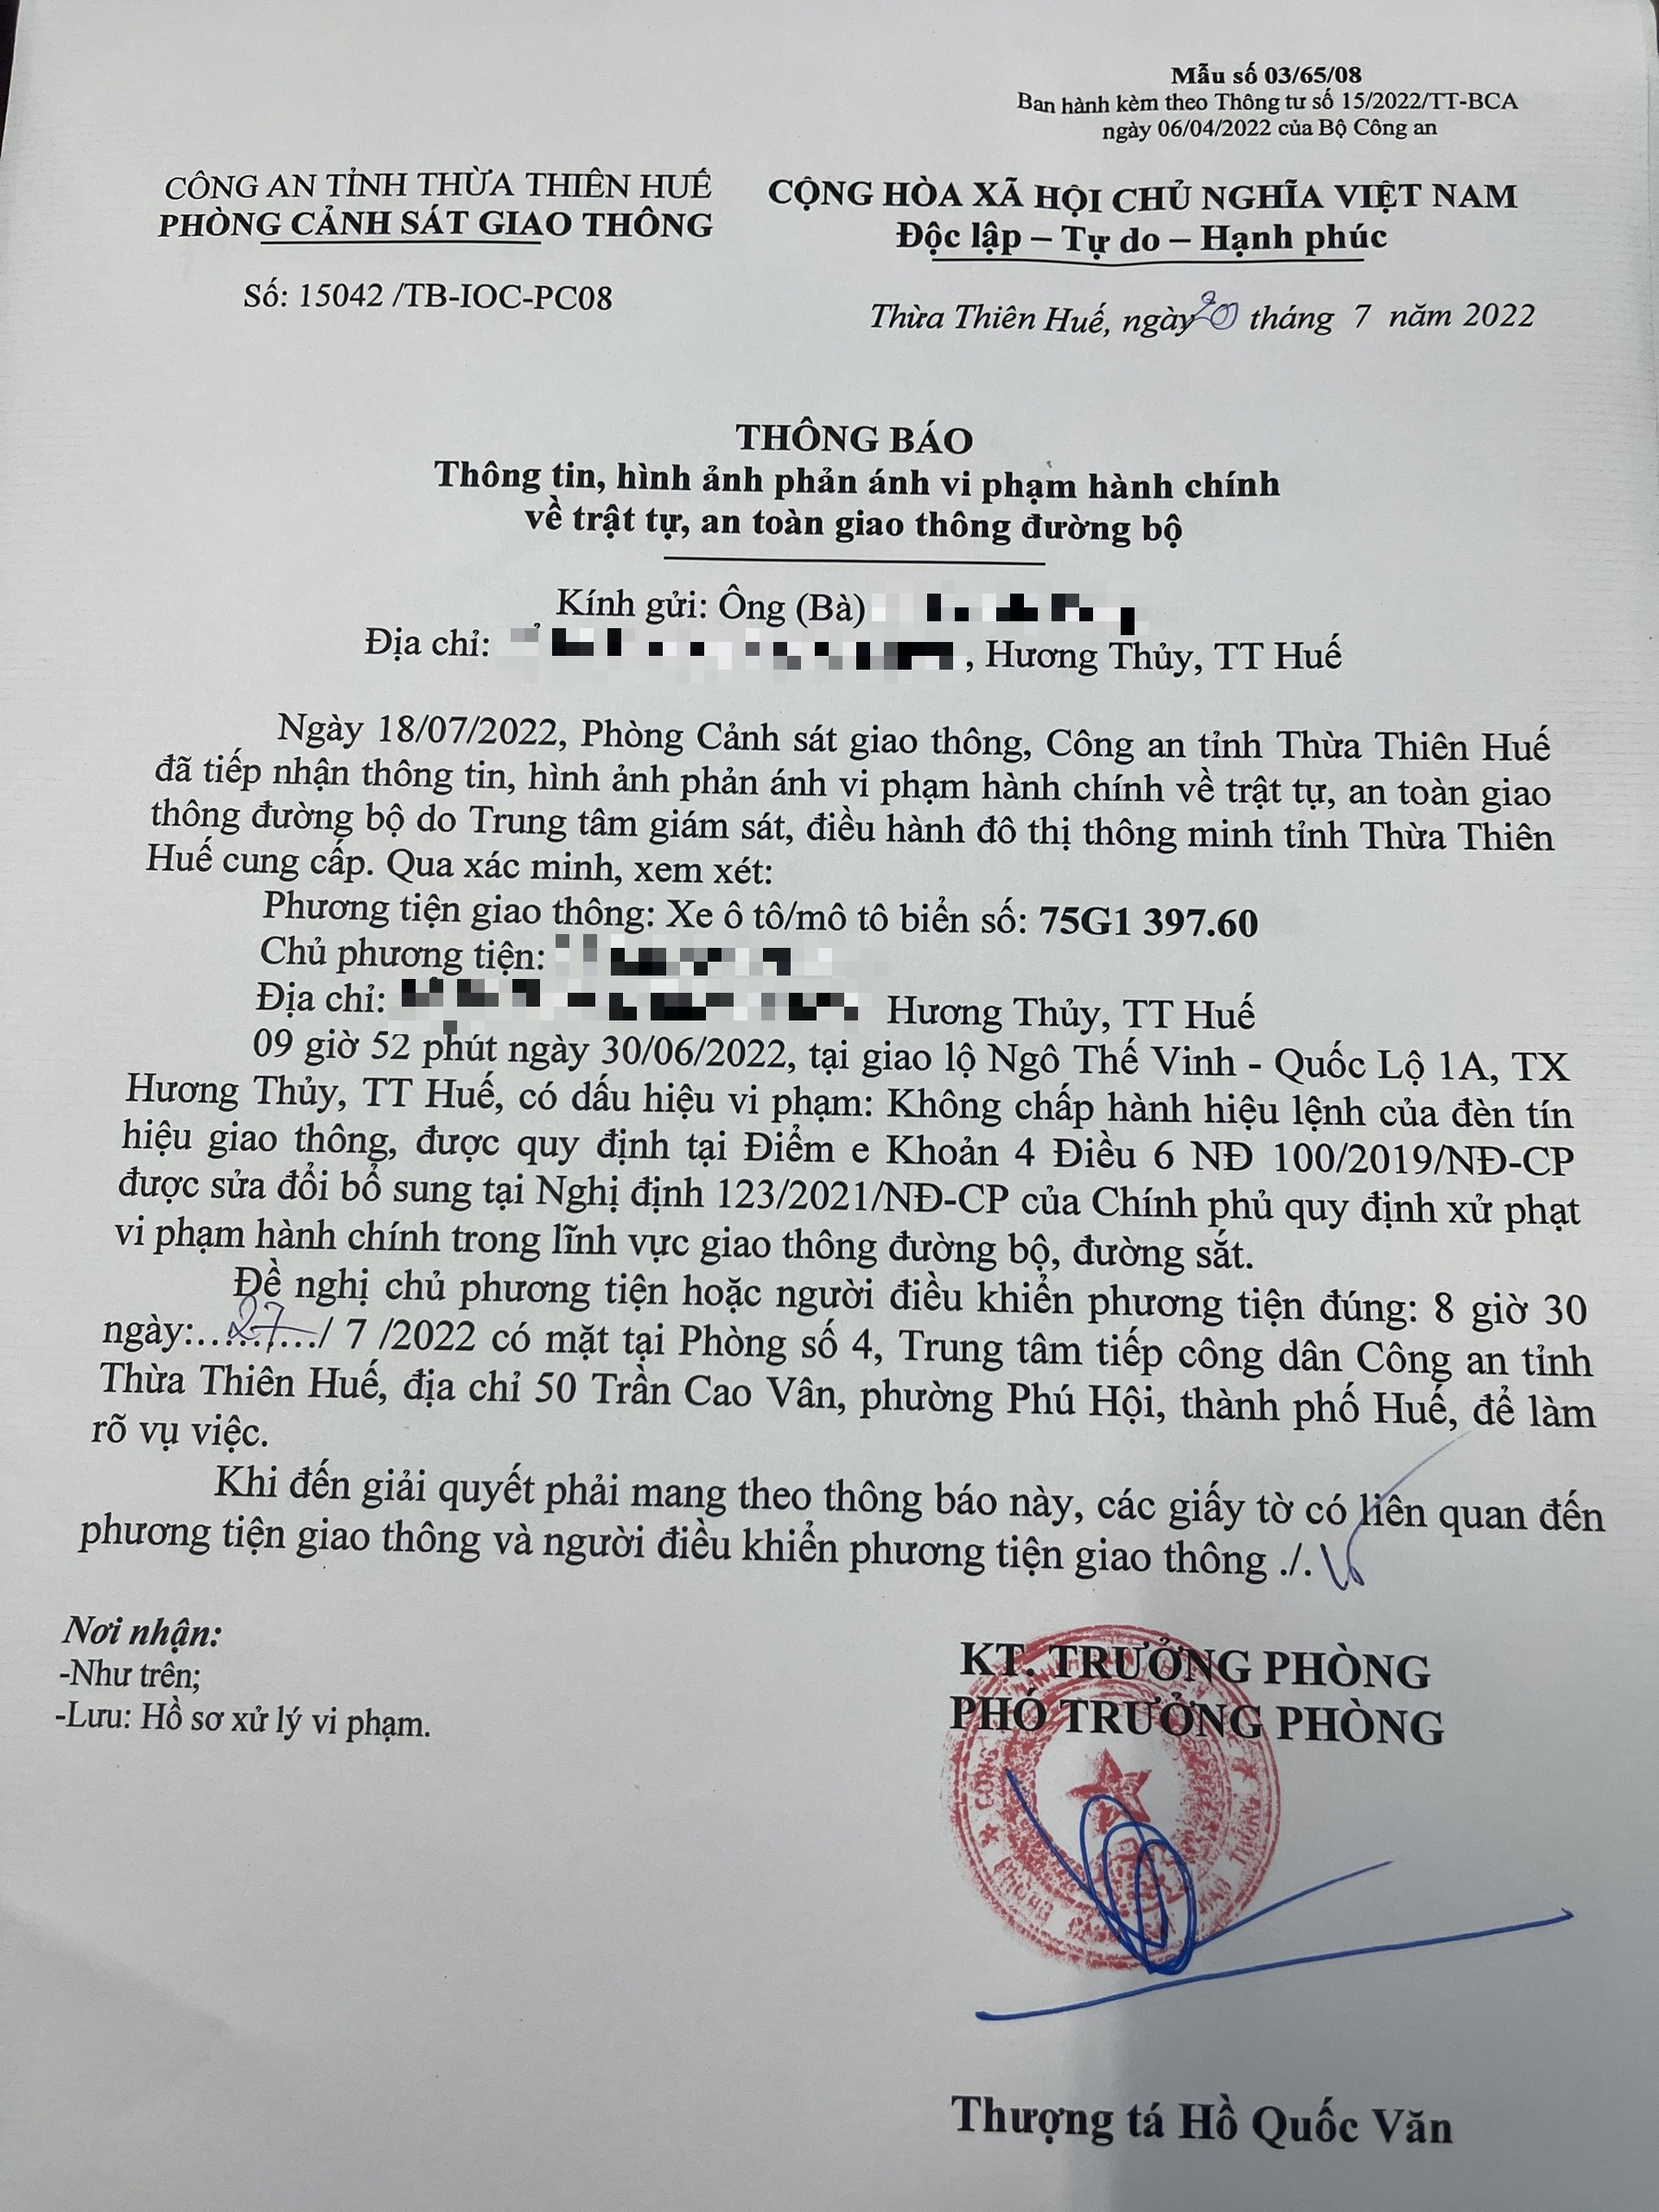 Mẫu số 03/65/08
Ban hành kèm theo Thông tư số 15/2022/TT-BCA
ngày 06/04/2022 của Bộ Công an
CÔNG AN TỈNH THỪA THIÊN HUẾ
PHÒNG CẢNH SÁT GIAO THÔNG
CỘNG HÒA XÃ HỘI CHỦ NGHĨA VIỆT NAM
Độc lập – Tự do – Hạnh phúc
Số: 15042 /TB-IOC-PC08
Thừa Thiên Huế, ngày 20 tháng 7 năm 2022
THÔNG BÁO
Thông tin, hình ảnh phản ánh vi phạm hành chính
về trật tự, an toàn giao thông đường bộ
Kính gửi: Ông (Bà)
Địa chỉ: , Hương Thủy, TT Huế
Ngày 18/07/2022, Phòng Cảnh sát giao thông, Công an tỉnh Thừa Thiên Huế
đã tiếp nhận thông tin, hình ảnh phản ánh vi phạm hành chính về trật tự, an toàn giao
thông đường bộ do Trung tâm giám sát, điều hành đô thị thông minh tỉnh Thừa Thiên
Huế cung cấp. Qua xác minh, xem xét:
Phương tiện giao thông: Xe ô tô/mô tô biển số: 75G1 397.60
Chủ phương tiện:
Địa chỉ: Hương Thủy, TT Huế
09 giờ 52 phút ngày 30/06/2022, tại giao lộ Ngô Thế Vinh - Quốc Lộ 1A, TX
Hương Thủy, TT Huế, có dấu hiệu vi phạm: Không chấp hành hiệu lệnh của đèn tín
hiệu giao thông, được quy định tại Điểm e Khoản 4 Điều 6 NĐ 100/2019/NĐ-CP
được sửa đổi bổ sung tại Nghị định 123/2021/NĐ-CP của Chính phủ quy định xử phạt
vi phạm hành chính trong lĩnh vực giao thông đường bộ, đường sắt.
Đề nghị chủ phương tiện hoặc người điều khiển phương tiện đúng: 8 giờ 30
ngày:...27.../ 7 /2022 có mặt tại Phòng số 4, Trung tâm tiếp công dân Công an tỉnh
Thừa Thiên Huế, địa chỉ 50 Trần Cao Vân, phường Phú Hội, thành phố Huế, để làm
rõ vụ việc.
Khi đến giải quyết phải mang theo thông báo này, các giấy tờ có liên quan đến
phương tiện giao thông và người điều khiển phương tiện giao thông ./.
Nơi nhận:
-Như trên;
-Lưu: Hồ sơ xử lý vi phạm.
KT. TRƯỞNG PHÒNG
PHÓ TRƯỞNG PHÒNG
Thượng tá Hồ Quốc Văn